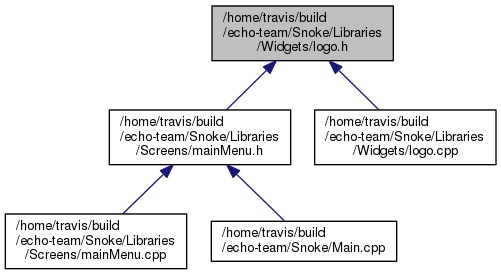 /home/travis/build
/echo-team/Snoke/Libraries
/Widgets/logo.h
/home/travis/build
/echo-team/Snoke/Libraries
/Screens/mainMenu.h
/home/travis/build
/echo-team/Snoke/Libraries
/Widgets/logo.cpp
/home/travis/build
/echo-team/Snoke/Libraries
/Screens/mainMenu.cpp
/home/travis/build
/echo-team/Snoke/Main.cpp